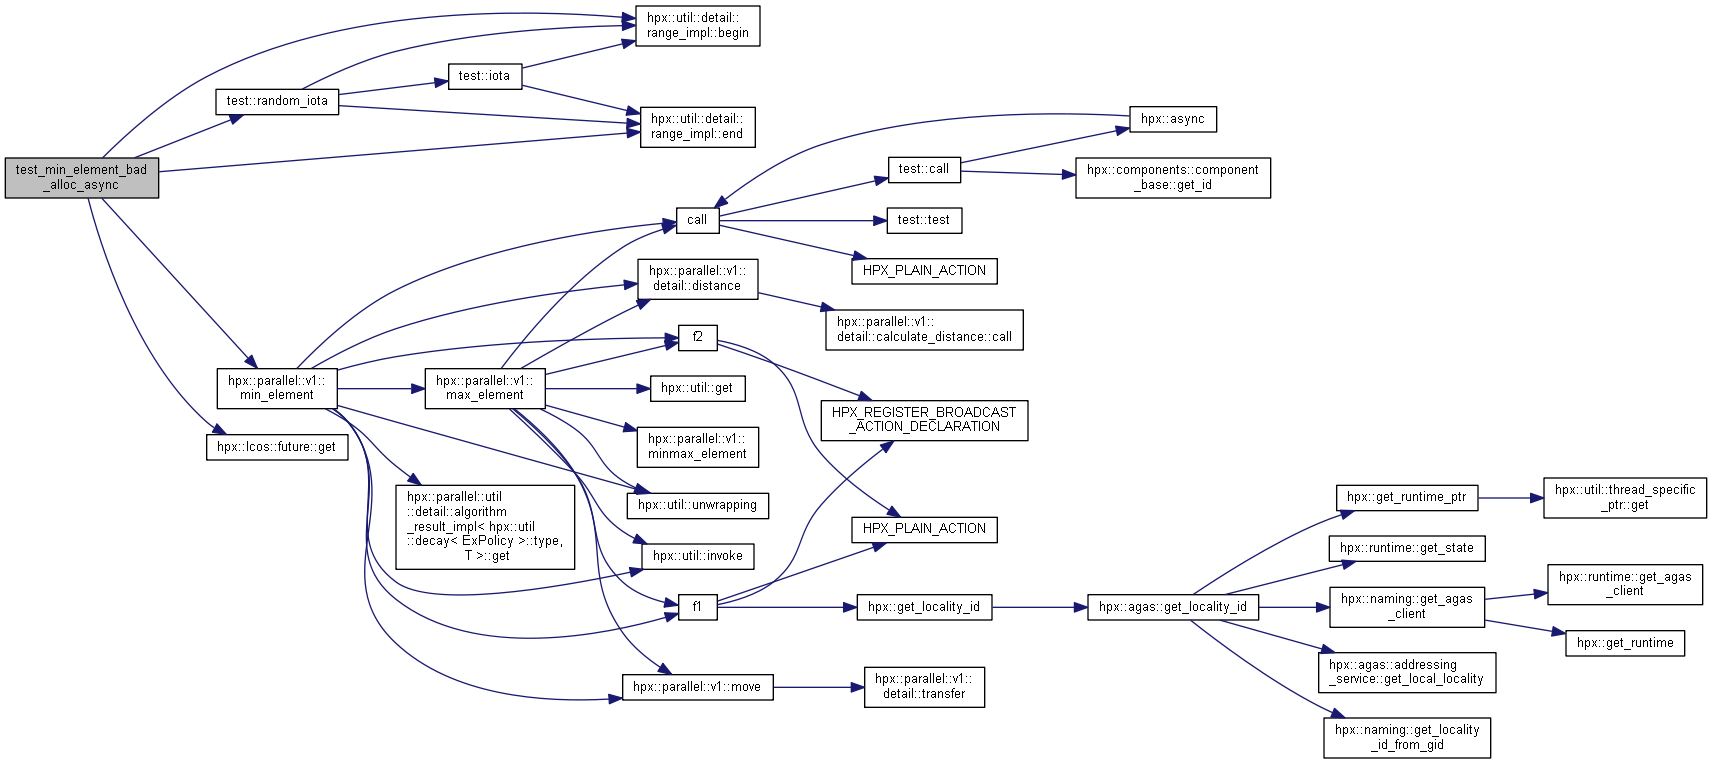 hpx::util::detail::
range_impl::begin
test::iota
test::random_iota
hpx::util::detail::
range_impl::end
hpx::async
test_min_element_bad
_alloc_async
test::call
hpx::components::component
_base::get_id
call
test::test
HPX_PLAIN_ACTION
hpx::parallel::v1::
detail::distance
hpx::parallel::v1::
detail::calculate_distance::call
f2
hpx::parallel::v1::
min_element
hpx::parallel::v1::
max_element
hpx::util::get
HPX_REGISTER_BROADCAST
_ACTION_DECLARATION
hpx::lcos::future::get
hpx::parallel::v1::
minmax_element
hpx::parallel::util
::detail::algorithm
_result_impl< hpx::util
::decay< ExPolicy >::type,
T >::get
hpx::util::unwrapping
HPX_PLAIN_ACTION
hpx::get_runtime_ptr
hpx::util::thread_specific
_ptr::get
hpx::util::invoke
hpx::runtime::get_state
f1
hpx::get_locality_id
hpx::agas::get_locality_id
hpx::naming::get_agas
_client
hpx::runtime::get_agas
_client
hpx::get_runtime
hpx::parallel::v1::move
hpx::parallel::v1::
detail::transfer
hpx::agas::addressing
_service::get_local_locality
hpx::naming::get_locality
_id_from_gid